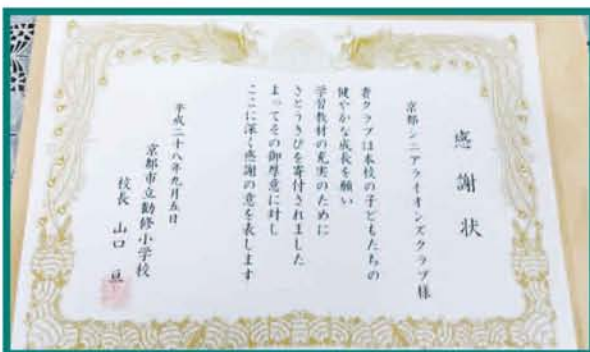 感謝状
京都シニアライオンズクラブ様
貴クラブは本校の子どもたちの
健やかな成長を願い
学習教材の充実のために
さとうきびを寄付されました
よってその御厚意に対し
ここに深く感謝の意を表します
平成二十八年九月五日
京都市立勧修小学校
校長 山口 亘